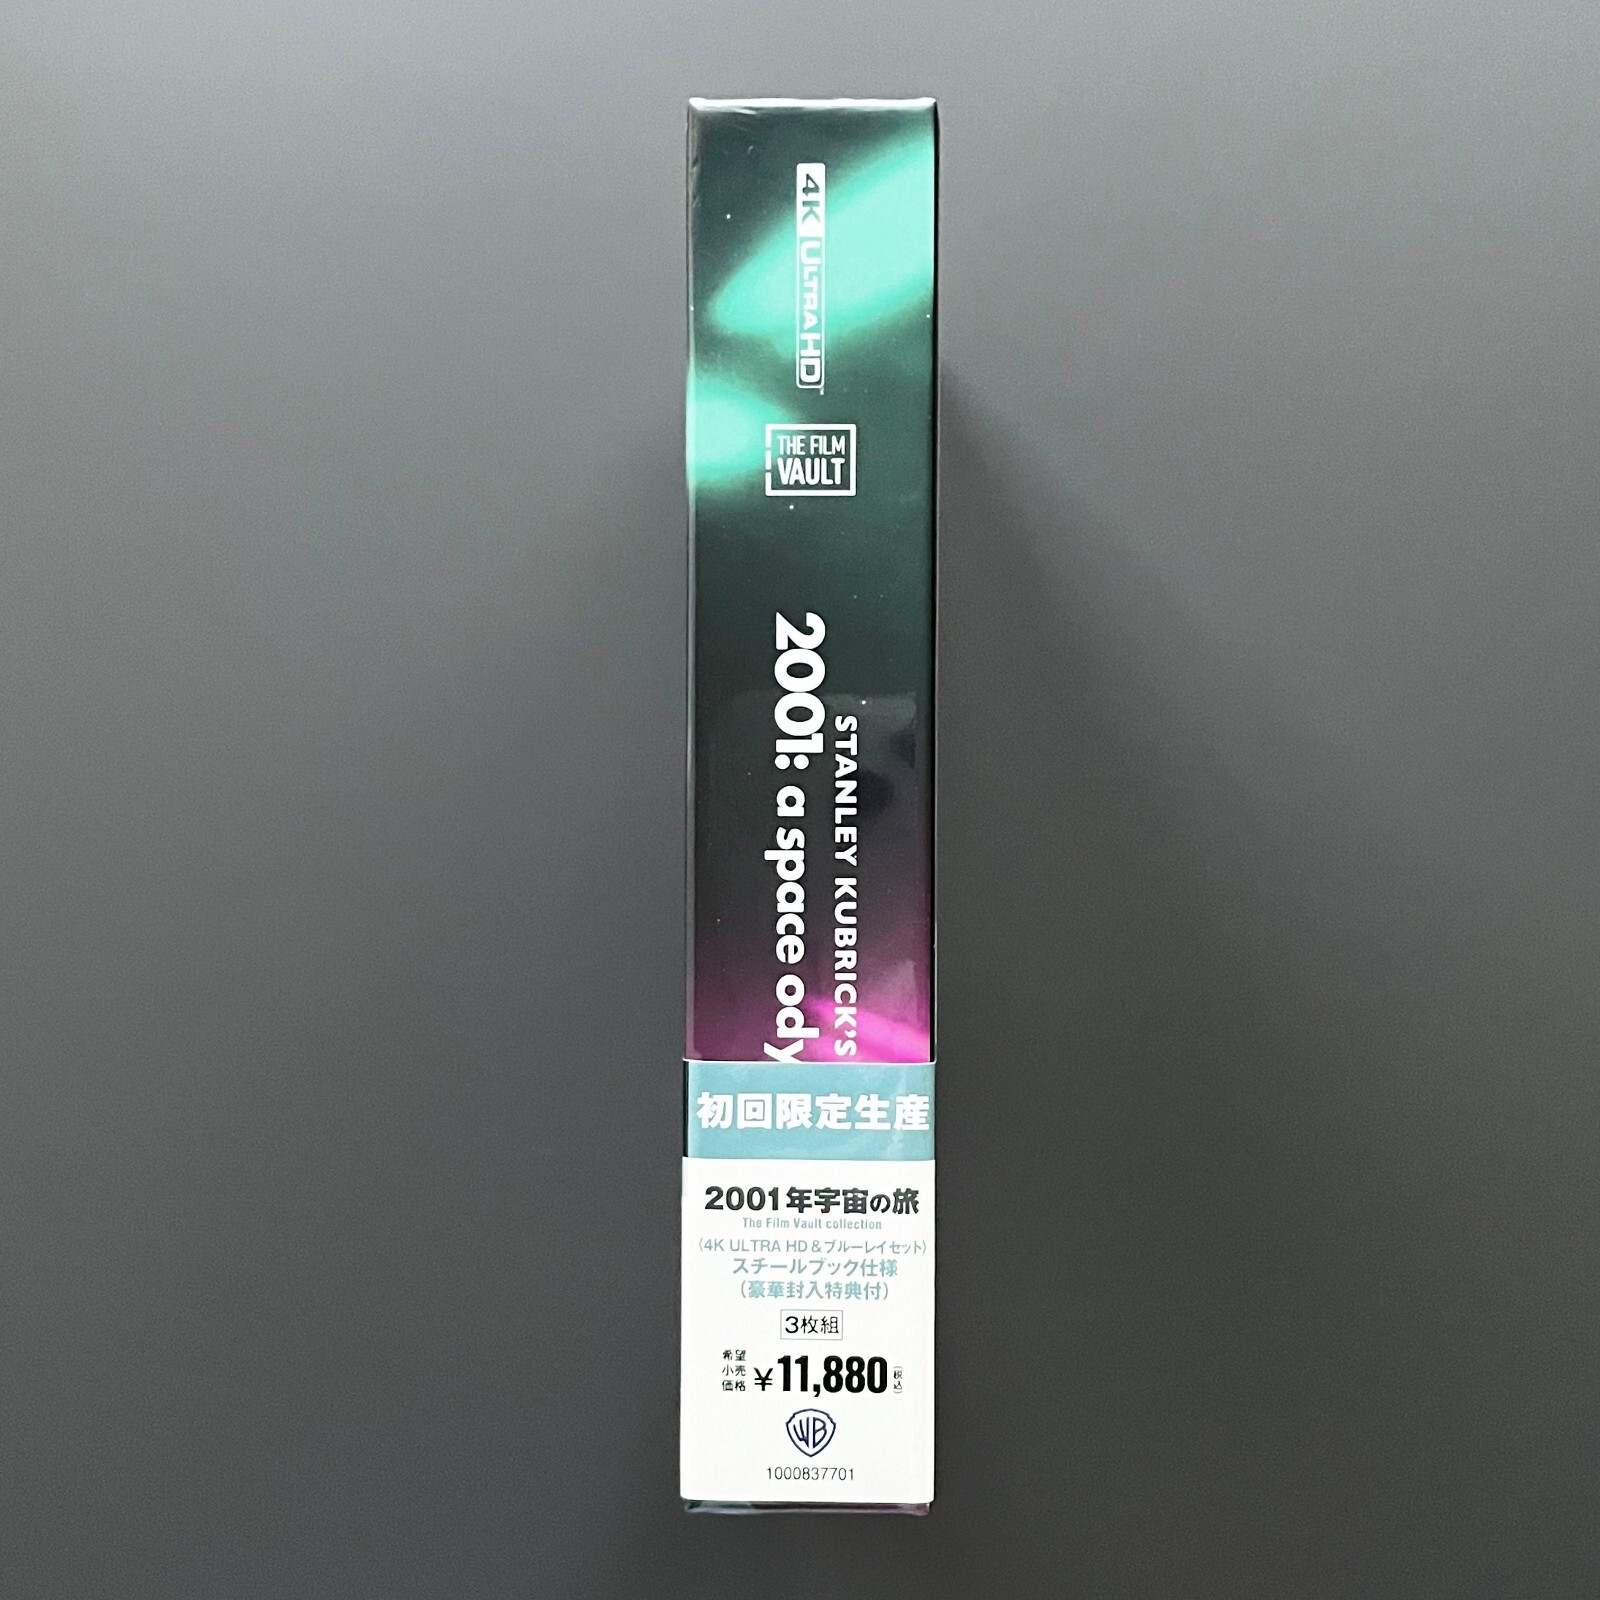 4K ULTRA HD™
THE FILM
VAULT
STANLEY KUBRICK'S
2001: a space ody
初回限定生産
2001年宇宙の旅
The Film Vault collection
〈4K ULTRA HD＆ブルーレイセット〉
スチールブック仕様
（豪華封入特典付）
3枚組
希望小売価格 ¥11,880（税込）
WB
1000837701